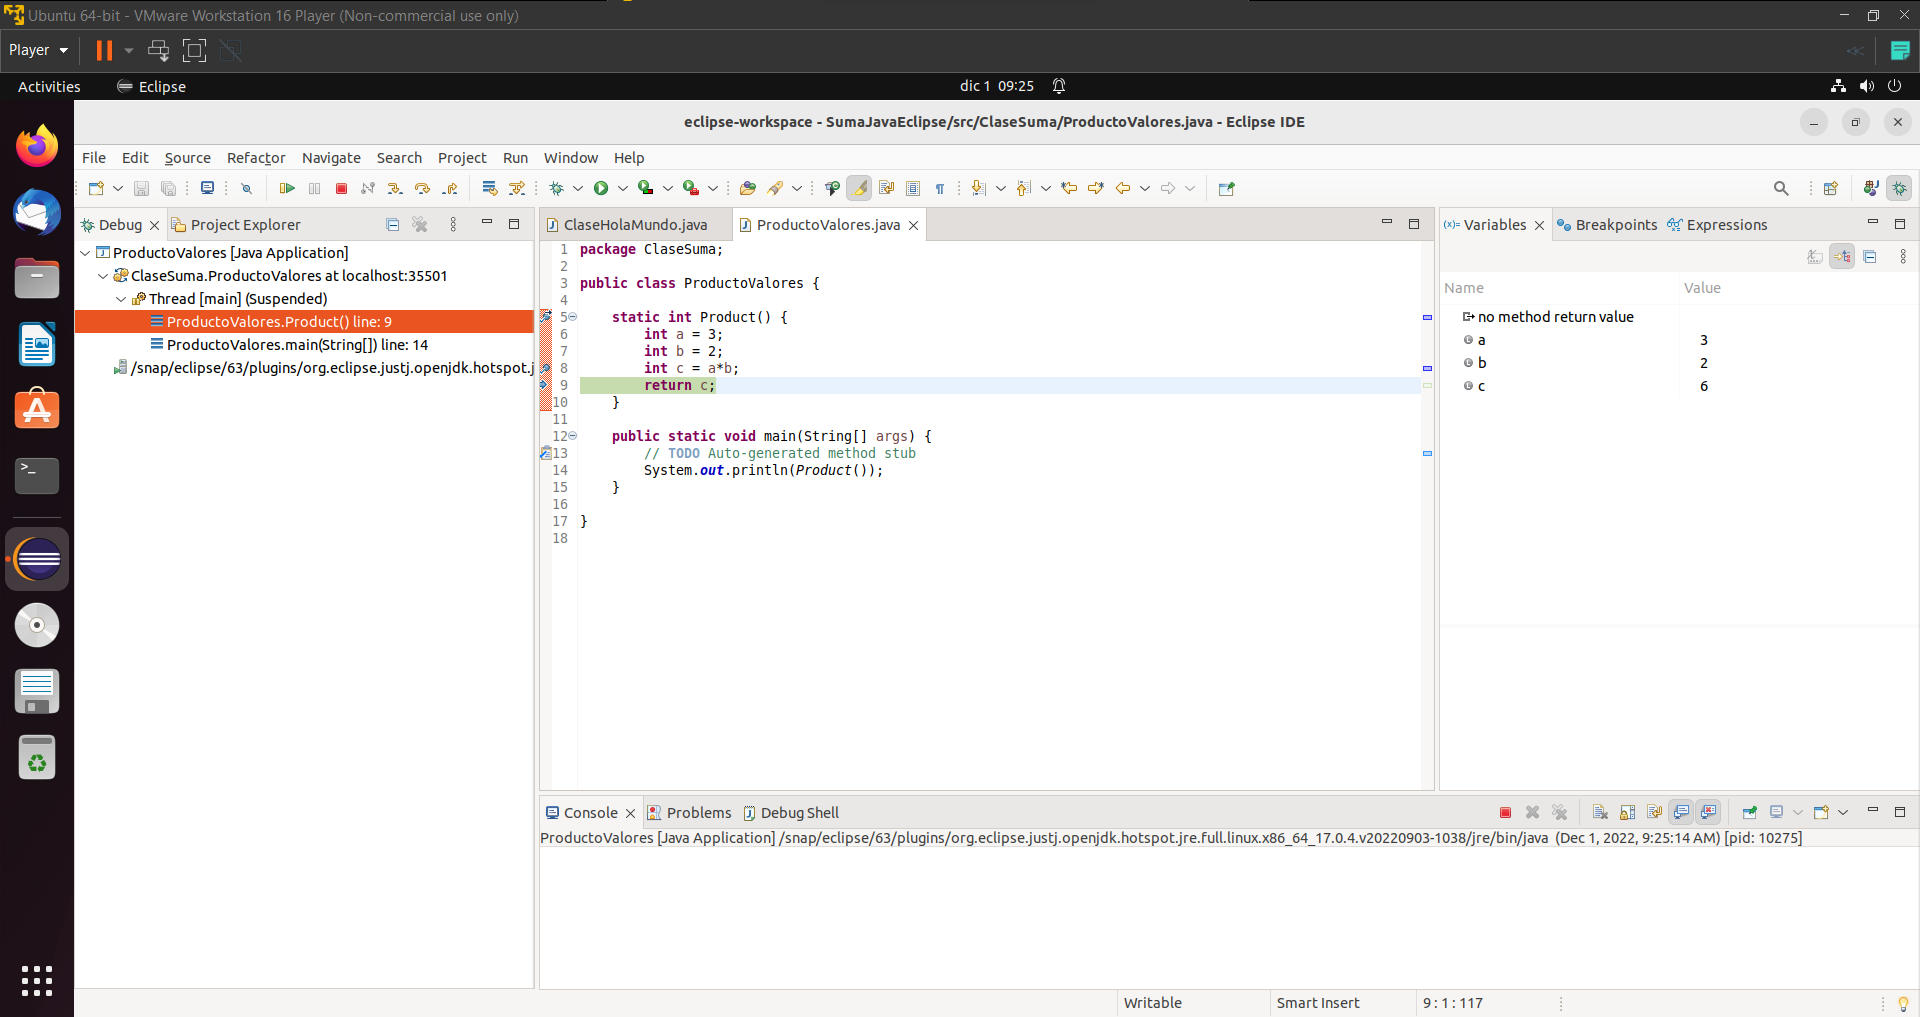 Ubuntu 64-bit - VMware Workstation 16 Player (Non-commercial use only)
Player
Activities
Eclipse
dic 1 09:25
eclipse-workspace - SumaJavaEclipse/src/ClaseSuma/ProductoValores.java - Eclipse IDE
File Edit Source Refactor Navigate Search Project Run Window Help
Debug
Project Explorer
ProductoValores [Java Application]
ClaseSuma.ProductoValores at localhost:35501
Thread [main] (Suspended)
ProductoValores.Product() line: 9
ProductoValores.main(String[]) line: 14
/snap/eclipse/63/plugins/org.eclipse.justj.openjdk.hotspot.j
ClaseHolaMundo.java
ProductoValores.java
1 package ClaseSuma;
2
3 public class ProductoValores {
4
5 static int Product() {
6 int a = 3;
7 int b = 2;
8 int c = a*b;
9 return c;
10 }
11
12 public static void main(String[] args) {
13 // TODO Auto-generated method stub
14 System.out.println(Product());
15 }
16
17 }
18
(x)= Variables
Breakpoints
Expressions
Name Value
no method return value
a 3
b 2
c 6
Console
Problems
Debug Shell
ProductoValores [Java Application] /snap/eclipse/63/plugins/org.eclipse.justj.openjdk.hotspot.jre.full.linux.x86_64_17.0.4.v20220903-1038/jre/bin/java (Dec 1, 2022, 9:25:14 AM) [pid: 10275]
Writable
Smart Insert
9 : 1 : 117